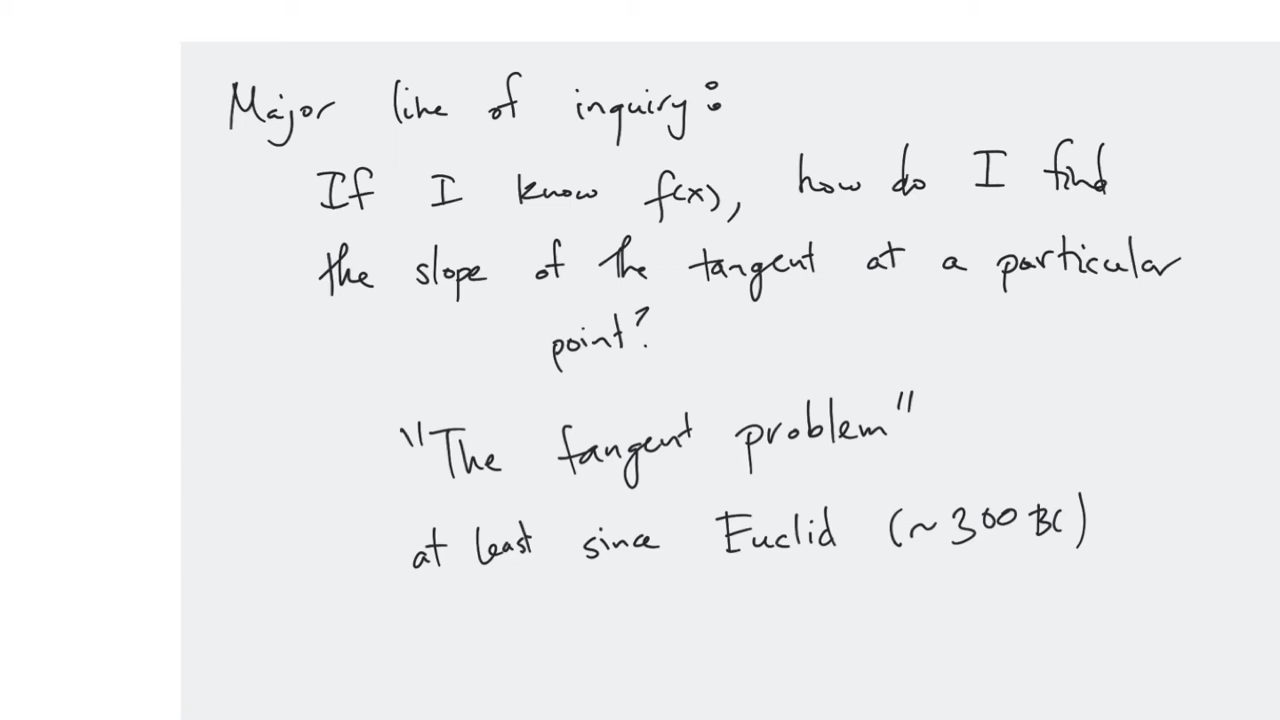 Major line of inquiry:
If I know f(x), how do I find
the slope of the tangent at a particular
point?
"The tangent problem"
at least since Euclid (~300 BC)